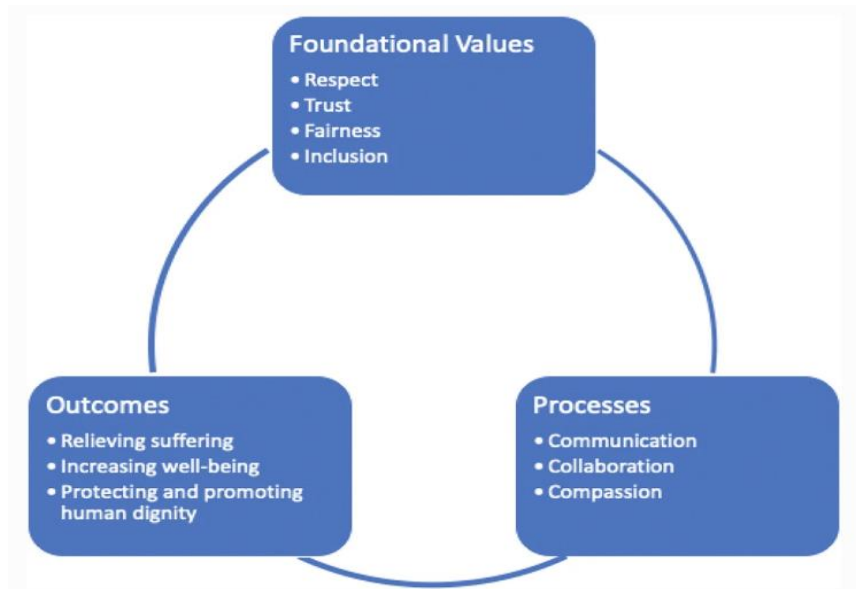 Foundational Values
• Respect
• Trust
• Fairness
• Inclusion
Outcomes
• Relieving suffering
• Increasing well-being
• Protecting and promoting
human dignity
Processes
• Communication
• Collaboration
• Compassion